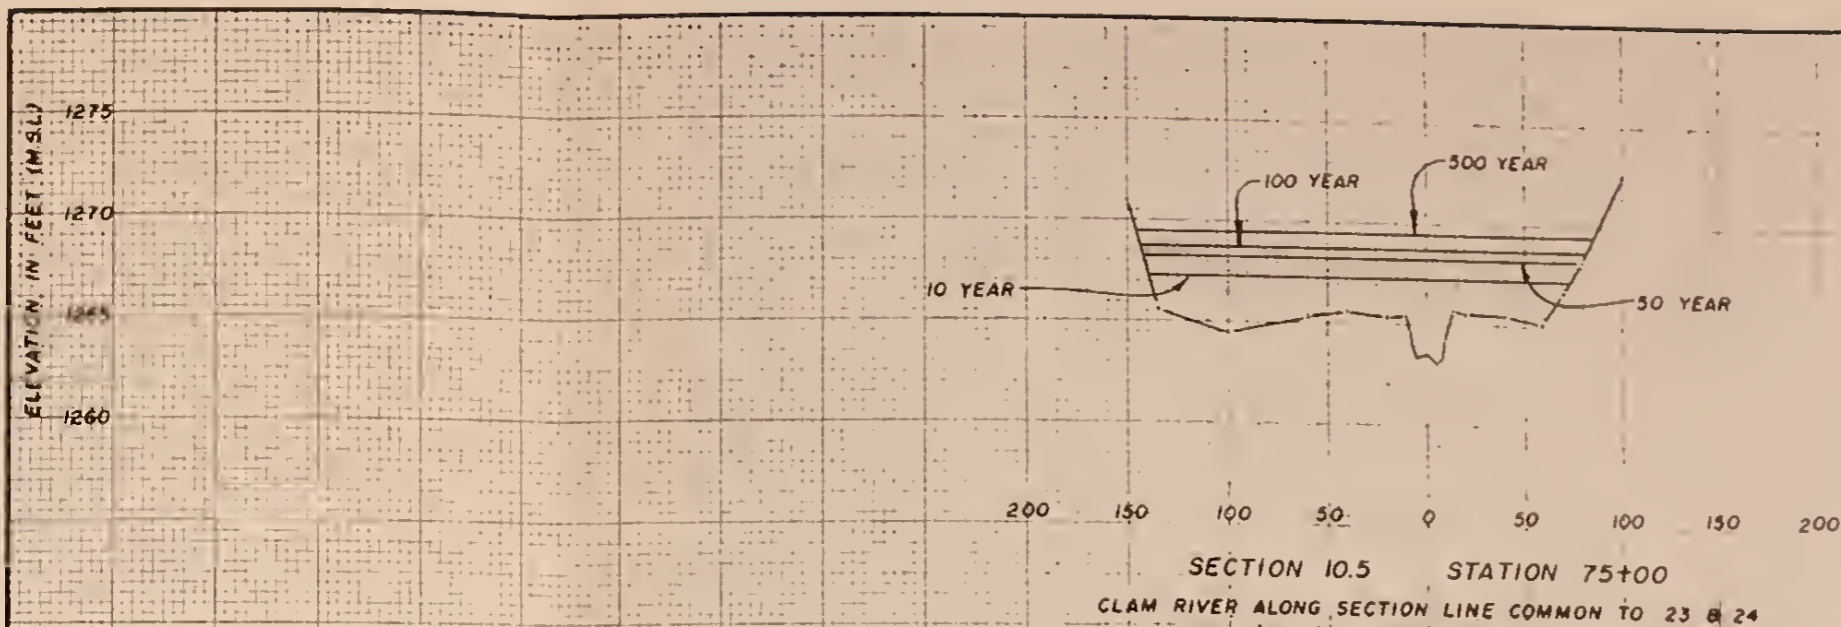 ELEVATION IN FEET (M.S.L.)
1275
1270
1265
1260
500 YEAR
100 YEAR
10 YEAR
50 YEAR
200 150 100 50 0 50 100 150 200
SECTION 10.5 STATION 75+00
CLAM RIVER ALONG SECTION LINE COMMON TO 23 & 24